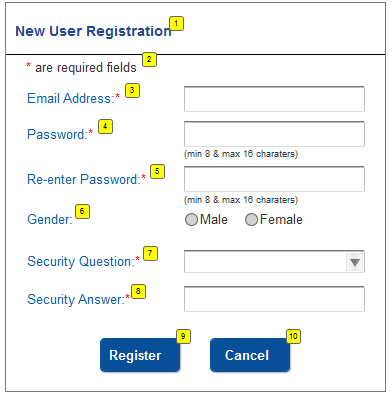 New User Registration 1
* are required fields 2
Email Address:* 3
Password:* 4
(min 8 & max 16 charaters)
Re-enter Password:* 5
(min 8 & max 16 charaters)
Gender: 6 Male Female
Security Question:* 7
Security Answer:* 8
Register 9 Cancel 10